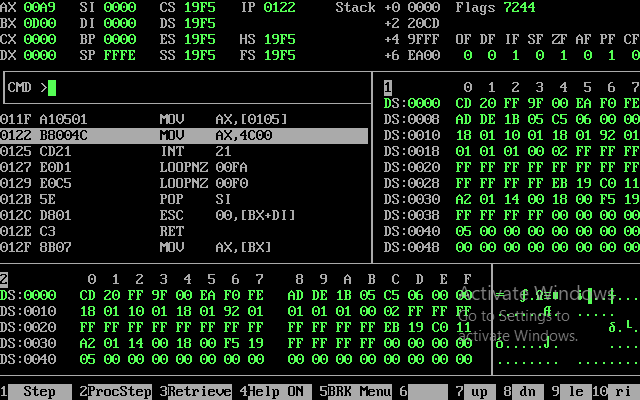 AX 00A9 SI 0000 CS 19F5 IP 0122 Stack +0 0000 Flags 7244
BX 0D00 DI 0000 DS 19F5 +2 20CD
CX 0000 BP 0000 ES 19F5 HS 19F5 +4 9FFF OF DF IF SF ZF AF PF CF
DX 0000 SP FFFE SS 19F5 FS 19F5 +6 EA00 0 0 1 0 1 0 1 0
CMD >
1 0 1 2 3 4 5 6 7
DS:0000 CD 20 FF 9F 00 EA F0 FE
011F A10501 MOV AX,[0105] DS:0008 AD DE 1B 05 C5 06 00 00
0122 B8004C MOV AX,4C00 DS:0010 18 01 10 01 18 01 92 01
0125 CD21 INT 21 DS:0018 01 01 01 00 02 FF FF FF
0127 E0D1 LOOPNZ 00FA DS:0020 FF FF FF FF FF FF FF FF
0129 E0C5 LOOPNZ 00F0 DS:0028 FF FF FF FF EB 19 C0 11
012B 5E POP SI DS:0030 A2 01 14 00 18 00 F5 19
012C D801 ESC 00,[BX+DI] DS:0038 FF FF FF FF 00 00 00 00
012E C3 RET DS:0040 05 00 00 00 00 00 00 00
012F 8B07 MOV AX,[BX] DS:0048 00 00 00 00 00 00 00 00
2 0 1 2 3 4 5 6 7 8 9 A B C D E F
DS:0000 CD 20 FF 9F 00 EA F0 FE AD DE 1B 05 C5 06 00 00
DS:0010 18 01 10 01 18 01 92 01 01 01 01 00 02 FF FF FF
DS:0020 FF FF FF FF FF FF FF FF FF FF FF FF EB 19 C0 11
DS:0030 A2 01 14 00 18 00 F5 19 FF FF FF FF 00 00 00 00
DS:0040 05 00 00 00 00 00 00 00 00 00 00 00 00 00 00 00
Activate Windows
Go to Settings to
activate Windows.
1 Step 2ProcStep 3Retrieve 4Help ON 5BRK Menu 6 7 up 8 dn 9 le 10 ri